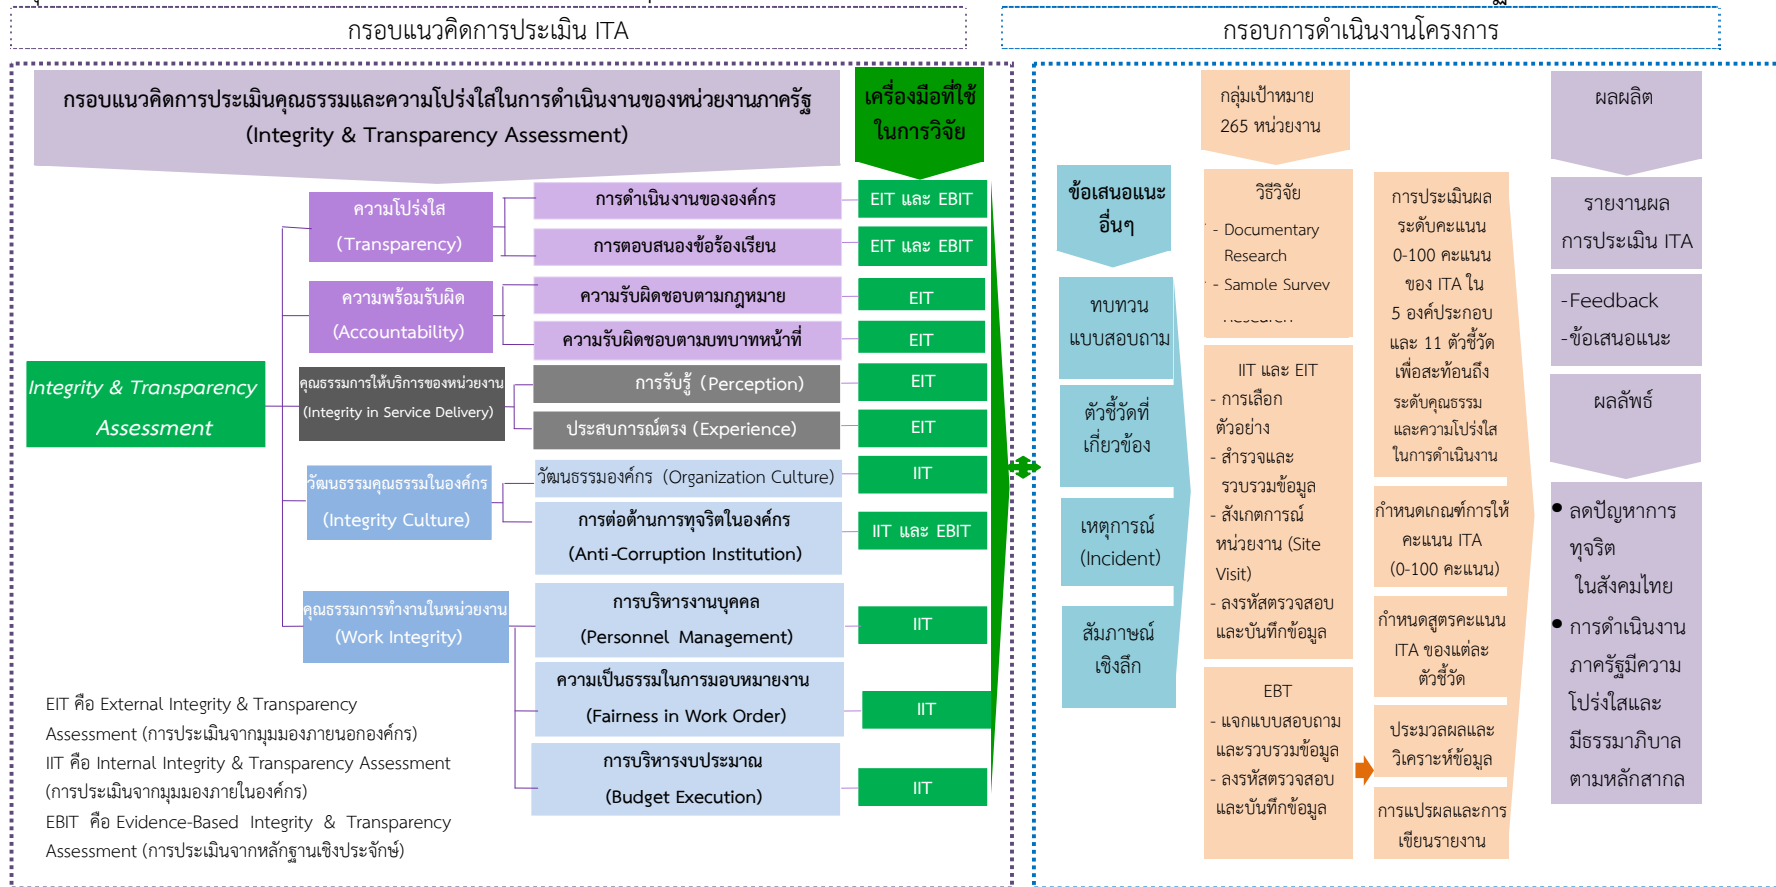 กรอบแนวคิดการประเมิน ITA
กรอบการดำเนินงานโครงการ
กรอบแนวคิดการประเมินคุณธรรมและความโปร่งใสในการดำเนินงานของหน่วยงานภาครัฐ
(Integrity & Transparency Assessment)
เครื่องมือที่ใช้
ในการวิจัย
Integrity & Transparency
Assessment
ความโปร่งใส
(Transparency)
การดำเนินงานขององค์กร
EIT และ EBIT
การตอบสนองข้อร้องเรียน
EIT และ EBIT
ความพร้อมรับผิด
(Accountability)
ความรับผิดชอบตามกฎหมาย
EIT
ความรับผิดชอบตามบทบาทหน้าที่
EIT
คุณธรรมการให้บริการของหน่วยงาน
(Integrity in Service Delivery)
การรับรู้ (Perception)
EIT
ประสบการณ์ตรง (Experience)
EIT
วัฒนธรรมคุณธรรมในองค์กร
(Integrity Culture)
วัฒนธรรมองค์กร (Organization Culture)
IIT
การต่อต้านการทุจริตในองค์กร
(Anti-Corruption Institution)
IIT และ EBIT
คุณธรรมการทำงานในหน่วยงาน
(Work Integrity)
การบริหารงานบุคคล
(Personnel Management)
IIT
ความเป็นธรรมในการมอบหมายงาน
(Fairness in Work Order)
IIT
การบริหารงบประมาณ
(Budget Execution)
IIT
EIT คือ External Integrity & Transparency
Assessment (การประเมินจากมุมมองภายนอกองค์กร)
IIT คือ Internal Integrity & Transparency Assessment
(การประเมินจากมุมมองภายในองค์กร)
EBIT คือ Evidence-Based Integrity & Transparency
Assessment (การประเมินจากหลักฐานเชิงประจักษ์)
ข้อเสนอแนะ
อื่นๆ
ทบทวน
แบบสอบถาม
ตัวชี้วัดที่
เกี่ยวข้อง
เหตุการณ์
(Incident)
สัมภาษณ์
เชิงลึก
กลุ่มเป้าหมาย
265 หน่วยงาน
วิธีวิจัย
- Documentary
Research
- Sample Survey
IIT และ EIT
- การเลือก
ตัวอย่าง
- สำรวจและ
รวบรวมข้อมูล
- สังเกตการณ์
หน่วยงาน (Site
Visit)
- ลงรหัสตรวจสอบ
และบันทึกข้อมูล
EBT
- แจกแบบสอบถาม
และรวบรวมข้อมูล
- ลงรหัสตรวจสอบ
และบันทึกข้อมูล
การประเมินผล
ระดับคะแนน
0-100 คะแนน
ของ ITA ใน
5 องค์ประกอบ
และ 11 ตัวชี้วัด
เพื่อสะท้อนถึง
ระดับคุณธรรม
และความโปร่งใส
ในการดำเนินงาน
กำหนดเกณฑ์การให้
คะแนน ITA
(0-100 คะแนน)
กำหนดสูตรคะแนน
ITA ของแต่ละ
ตัวชี้วัด
ประมวลผลและ
วิเคราะห์ข้อมูล
การแปรผลและการ
เขียนรายงาน
ผลผลิต
รายงานผล
การประเมิน ITA
-Feedback
-ข้อเสนอแนะ
ผลลัพธ์
• ลดปัญหาการ
ทุจริต
ในสังคมไทย
• การดำเนินงาน
ภาครัฐมีความ
โปร่งใสและ
มีธรรมาภิบาล
ตามหลักสากล